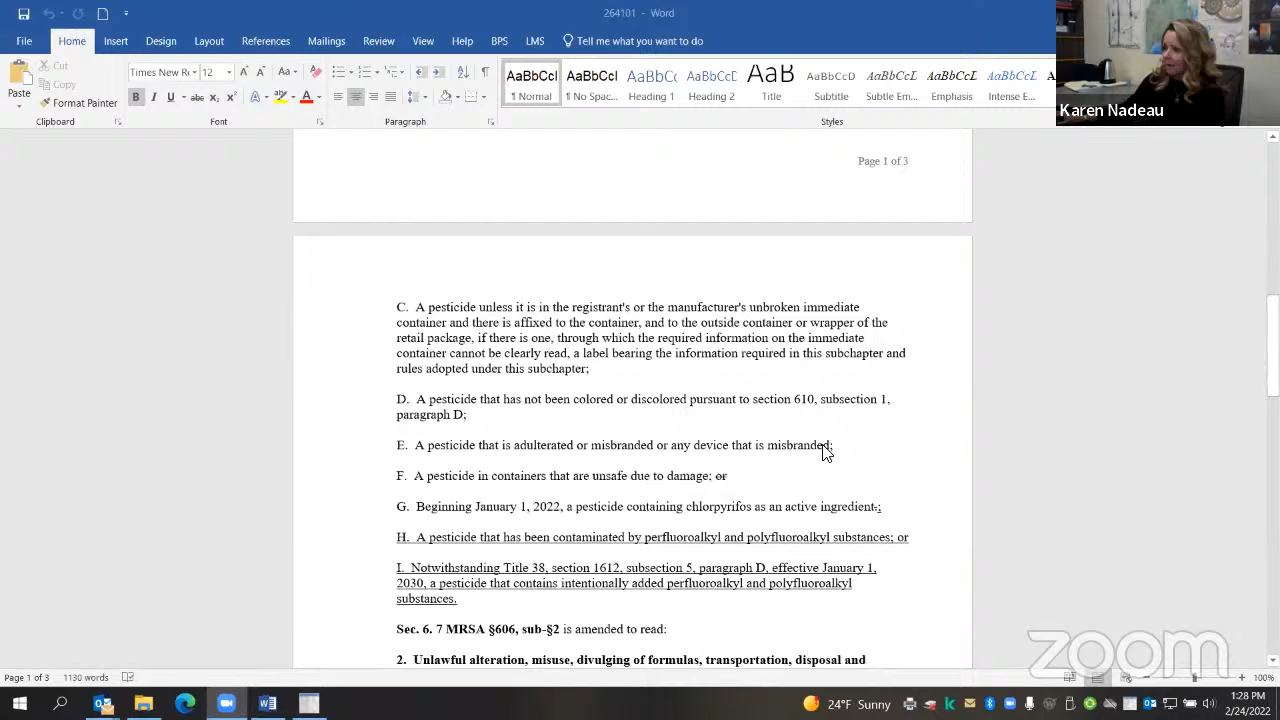 264101 - Word
File Home Insert Design Layout References Mailings Review View Help BPS LMS Tell me what you want to do
Karen Nadeau
Paste
Cut
Copy
Format Painter
Clipboard
Times New Ro 12
Font
Paragraph
AaBbCcI AaBbCcI AaBbCc AaBbCcD AaB AaBbCcD AaBbCcD AaBbCcD AaBbCcD
¶ Normal ¶ No Spac... Heading 1 Heading 2 Title Subtitle Subtle Em... Emphasis Intense E...
Styles
Page 1 of 3
C. A pesticide unless it is in the registrant's or the manufacturer's unbroken immediate
container and there is affixed to the container, and to the outside container or wrapper of the
retail package, if there is one, through which the required information on the immediate
container cannot be clearly read, a label bearing the information required in this subchapter and
rules adopted under this subchapter;
D. A pesticide that has not been colored or discolored pursuant to section 610, subsection 1,
paragraph D;
E. A pesticide that is adulterated or misbranded or any device that is misbranded;
F. A pesticide in containers that are unsafe due to damage; or
G. Beginning January 1, 2022, a pesticide containing chlorpyrifos as an active ingredient.;
H. A pesticide that has been contaminated by perfluoroalkyl and polyfluoroalkyl substances; or
I. Notwithstanding Title 38, section 1612, subsection 5, paragraph D, effective January 1,
2030, a pesticide that contains intentionally added perfluoroalkyl and polyfluoroalkyl
substances.
Sec. 6. 7 MRSA §606, sub-§2 is amended to read:
2. Unlawful alteration, misuse, divulging of formulas, transportation, disposal and
zoom
Page 1 of 3 1130 words
100%
24°F Sunny
1:28 PM
2/24/2022